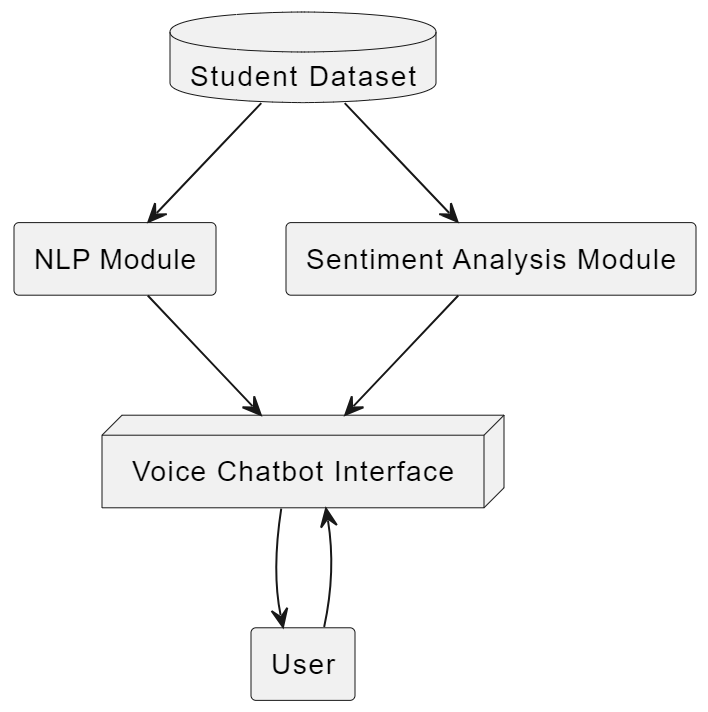 Student Dataset
NLP Module
Sentiment Analysis Module
Voice Chatbot Interface
User